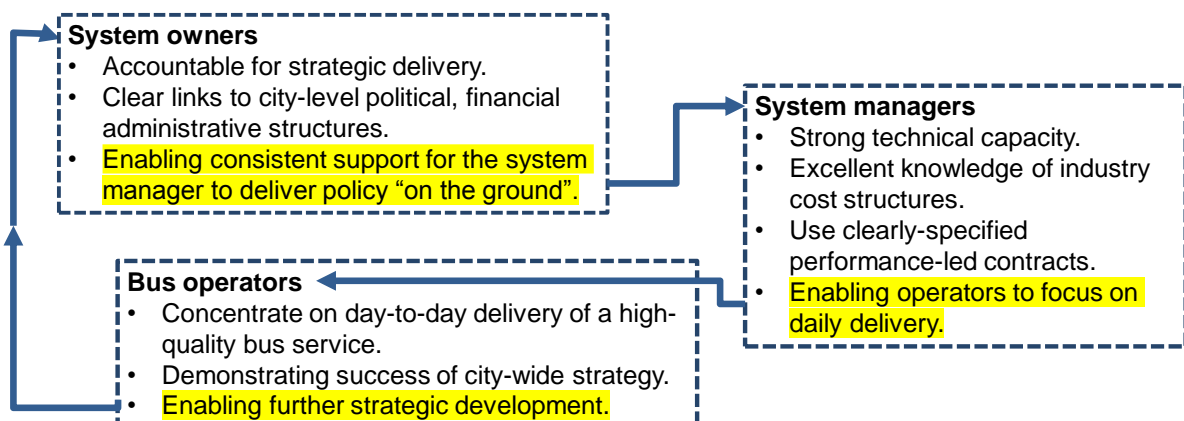 System owners
• Accountable for strategic delivery.
• Clear links to city-level political, financial
administrative structures.
• Enabling consistent support for the system
manager to deliver policy “on the ground”.
System managers
• Strong technical capacity.
• Excellent knowledge of industry
cost structures.
• Use clearly-specified
performance-led contracts.
• Enabling operators to focus on
daily delivery.
Bus operators
• Concentrate on day-to-day delivery of a high-
quality bus service.
• Demonstrating success of city-wide strategy.
• Enabling further strategic development.